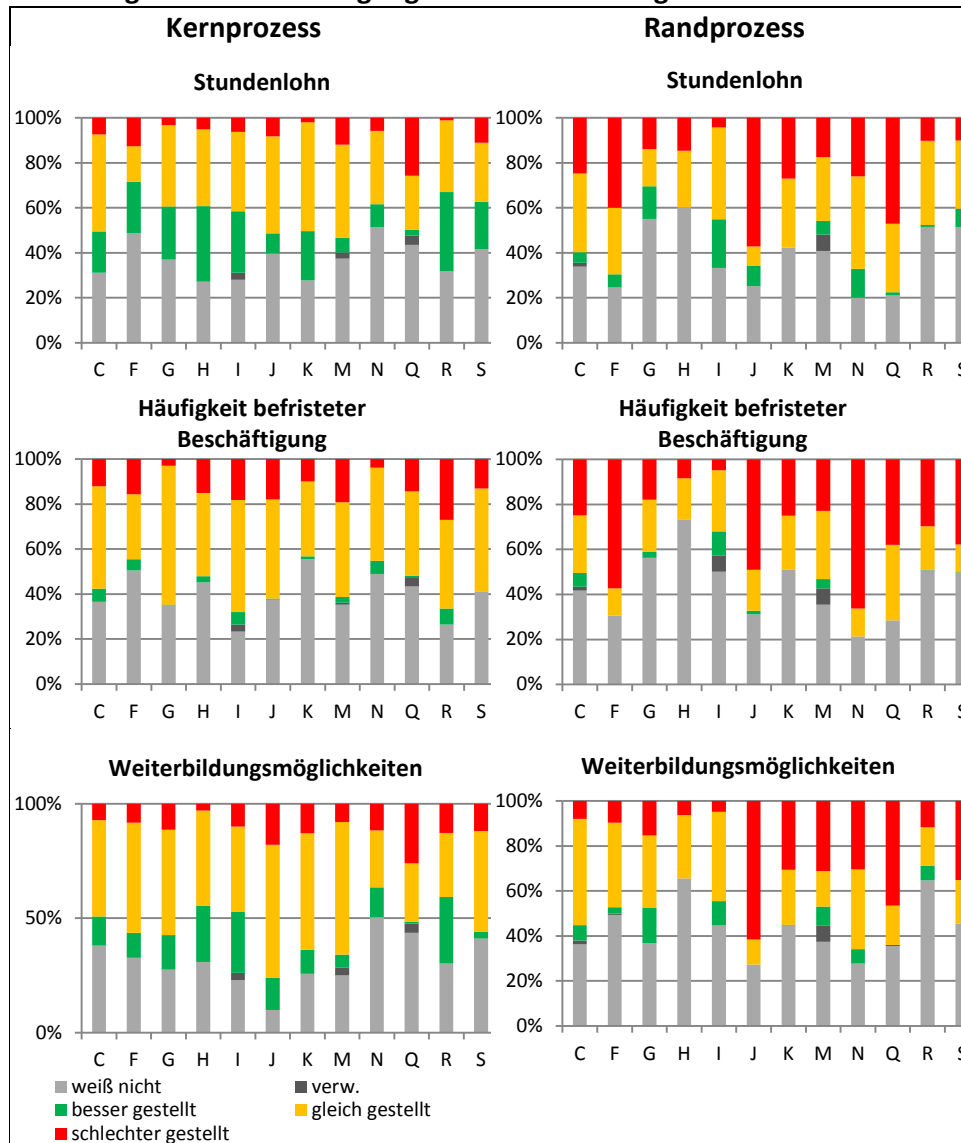 Kernprozess
Randprozess
Stundenlohn
100%
80%
60%
40%
20%
0%
C F G H I J K M N Q R S
Stundenlohn
100%
80%
60%
40%
20%
0%
C F G H I J K M N Q R S
Häufigkeit befristeter
Beschäftigung
100%
80%
60%
40%
20%
0%
C F G H I J K M N Q R S
Häufigkeit befristeter
Beschäftigung
100%
80%
60%
40%
20%
0%
C F G H I J K M N Q R S
Weiterbildungsmöglichkeiten
100%
50%
0%
C F G H I J K M N Q R S
Weiterbildungsmöglichkeiten
100%
80%
60%
40%
20%
0%
C F G H I J K M N Q R S
weiß nicht
verw.
besser gestellt
gleich gestellt
schlechter gestellt